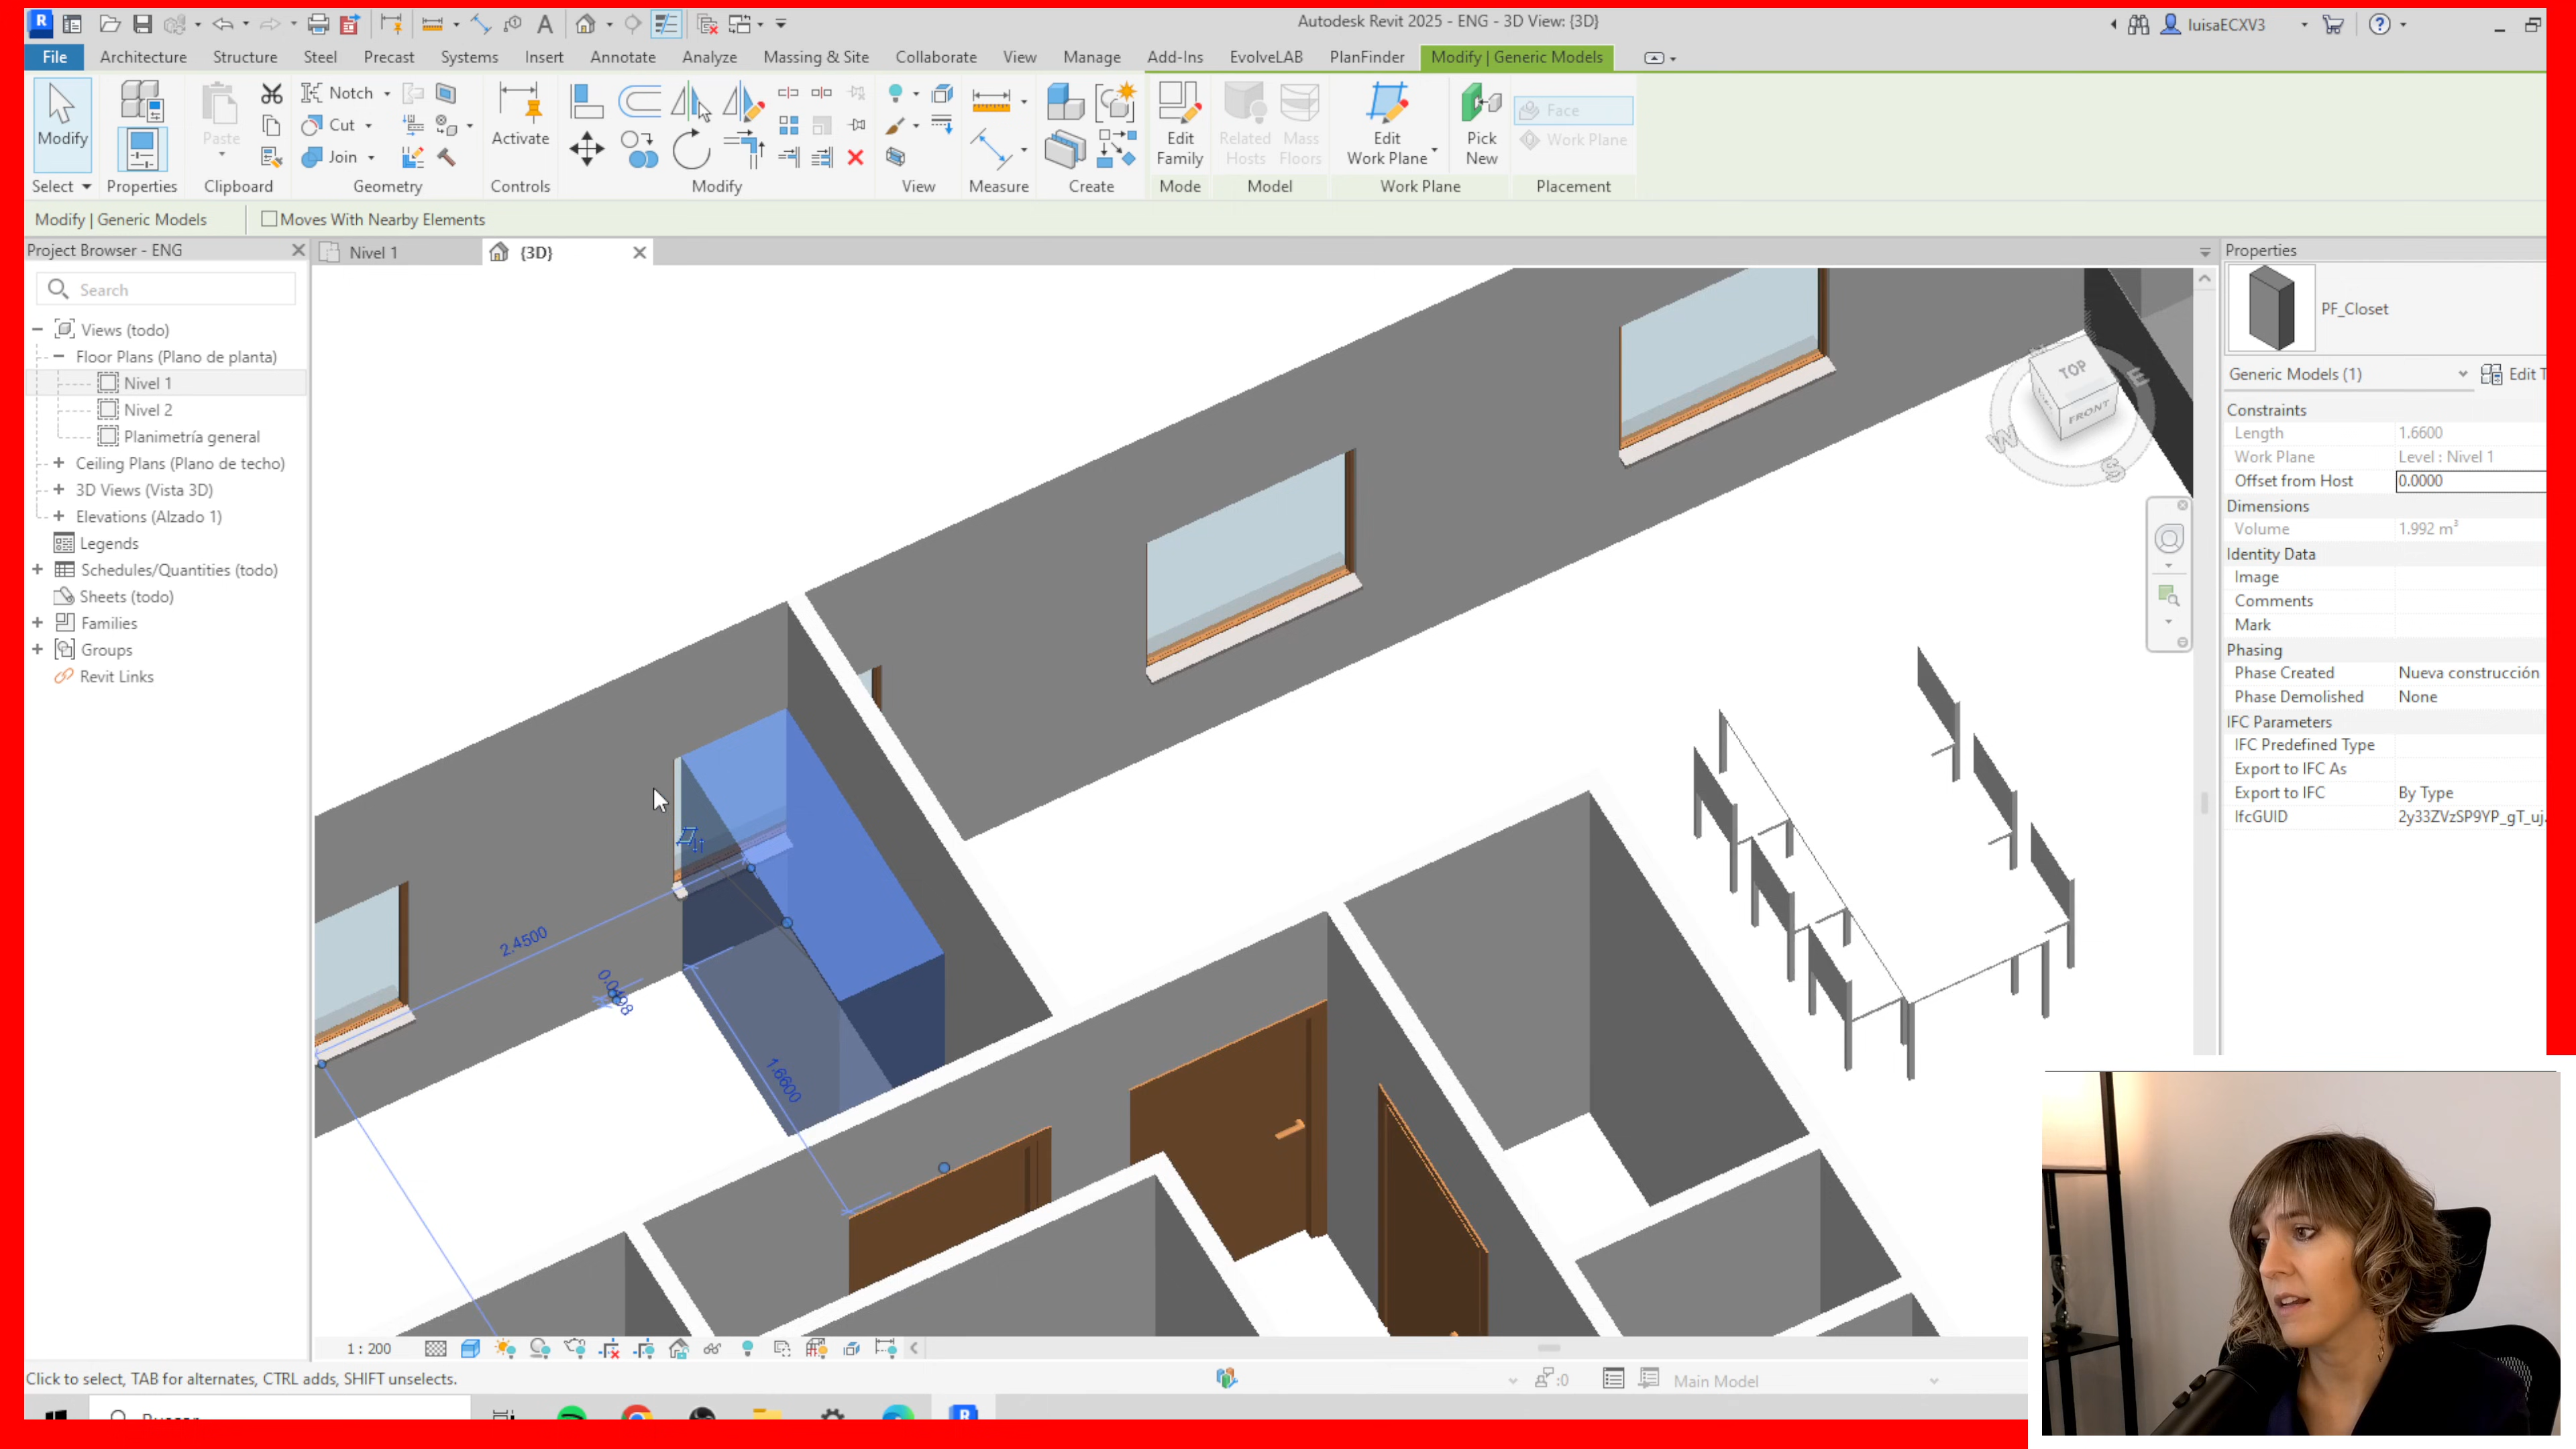 Autodesk Revit 2025 - ENG - 3D View: {3D}
luisaECXV3
File Architecture Structure Steel Precast Systems Insert Annotate Analyze Massing & Site Collaborate View Manage Add-Ins EvolveLAB PlanFinder Modify | Generic Models
Modify
Paste
Notch
Cut
Join
Activate
Edit Family
Related Hosts
Mass Floors
Edit Work Plane
Pick New
Face
Work Plane
Select Properties Clipboard Geometry Controls Modify View Measure Create Mode Model Work Plane Placement
Modify | Generic Models
Moves With Nearby Elements
Project Browser - ENG
Search
Views (todo)
Floor Plans (Plano de planta)
Nivel 1
Nivel 2
Planimetría general
Ceiling Plans (Plano de techo)
3D Views (Vista 3D)
Elevations (Alzado 1)
Legends
Schedules/Quantities (todo)
Sheets (todo)
Families
Groups
Revit Links
Nivel 1
{3D}
TOP
FRONT
W
S
E
2.4500
0.0498
1.6600
Properties
PF_Closet
Generic Models (1)
Edit T
Constraints
Length 1.6600
Work Plane Level : Nivel 1
Offset from Host 0.0000
Dimensions
Volume 1.992 m³
Identity Data
Image
Comments
Mark
Phasing
Phase Created Nueva construcción
Phase Demolished None
IFC Parameters
IFC Predefined Type
Export to IFC As
Export to IFC By Type
IfcGUID 2y33ZVzSP9YP_gT_uj.
1 : 200
Click to select, TAB for alternates, CTRL adds, SHIFT unselects.
:0
Main Model